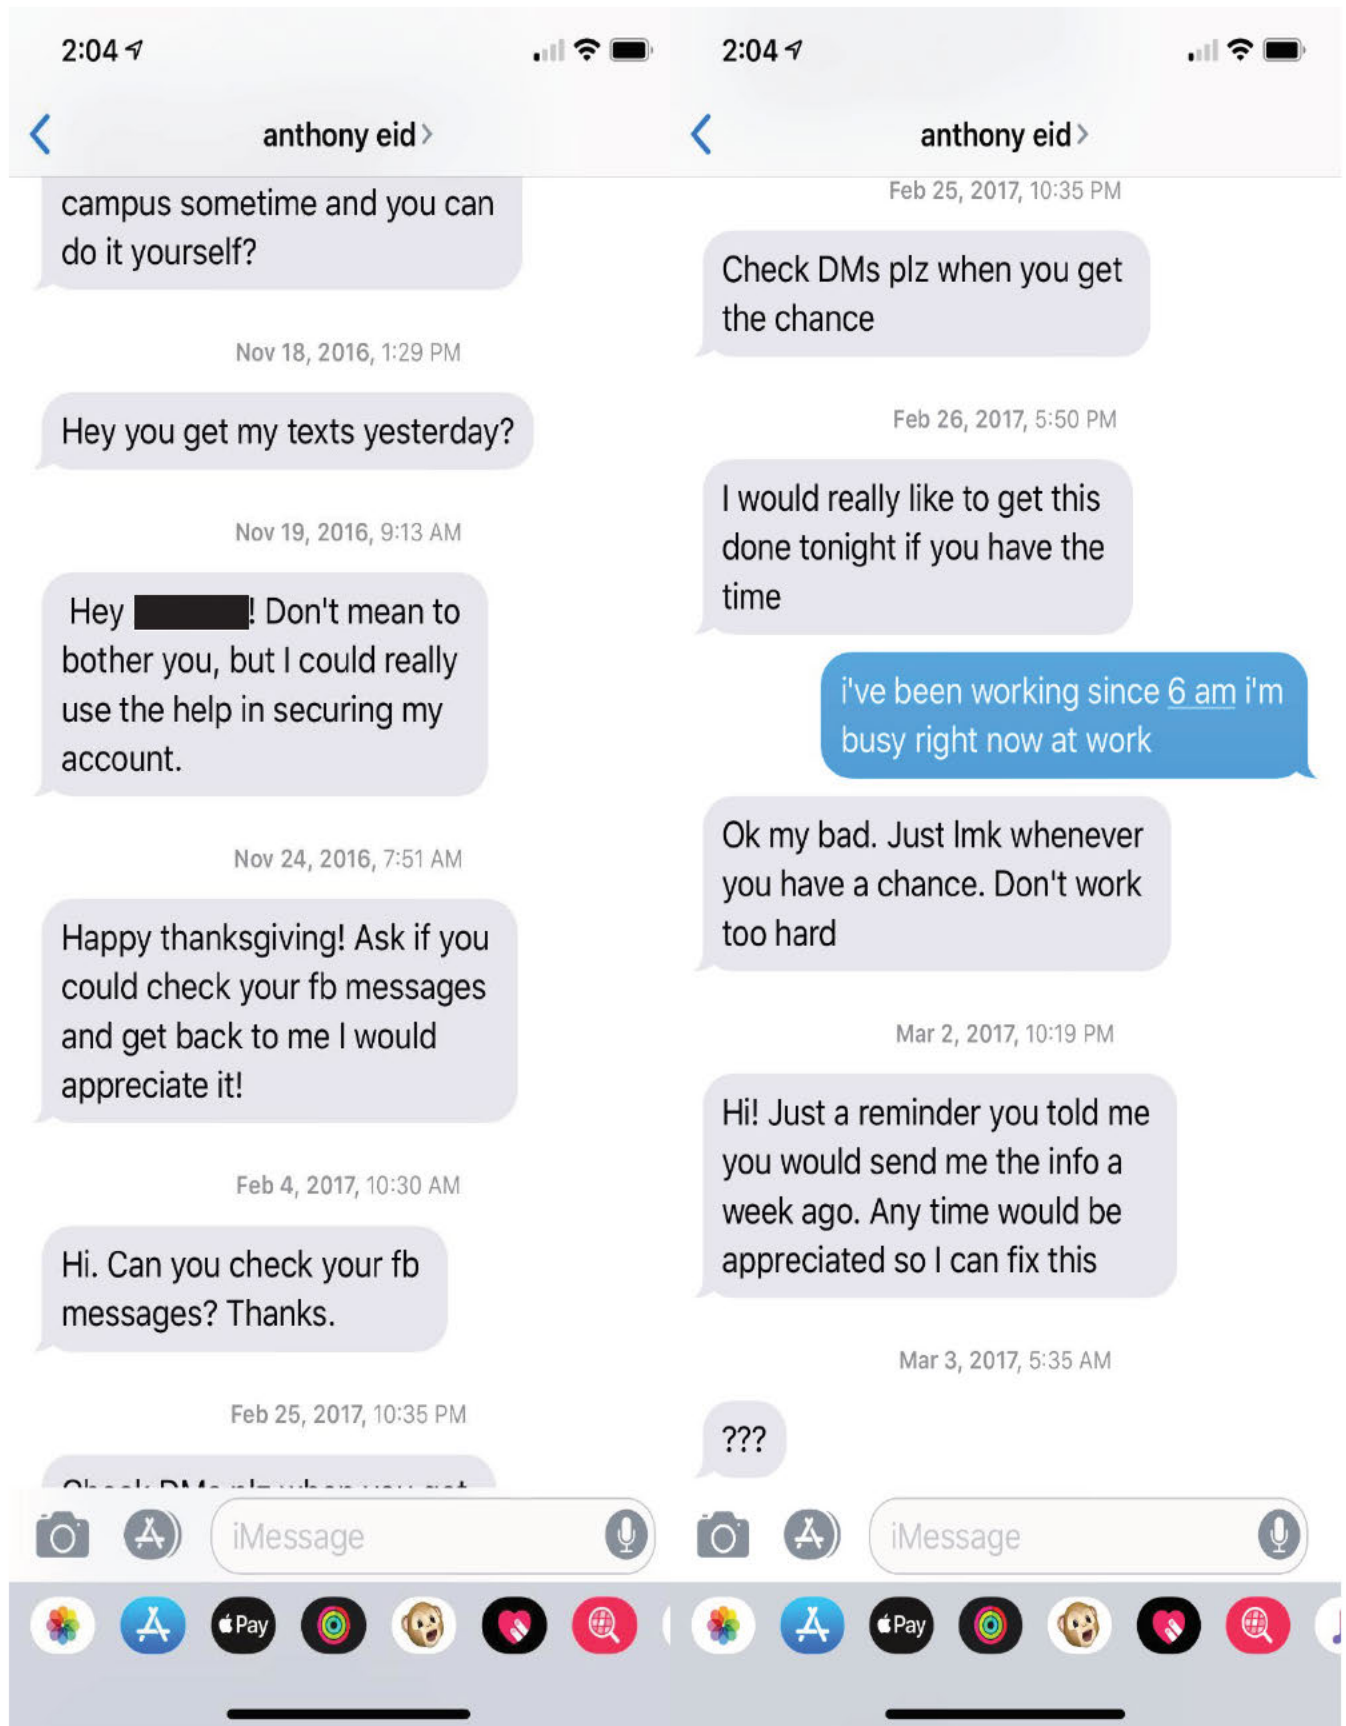 2:04
anthony eid
campus sometime and you can
do it yourself?
Nov 18, 2016, 1:29 PM
Hey you get my texts yesterday?
Nov 19, 2016, 9:13 AM
Hey ! Don't mean to
bother you, but I could really
use the help in securing my
account.
Nov 24, 2016, 7:51 AM
Happy thanksgiving! Ask if you
could check your fb messages
and get back to me I would
appreciate it!
Feb 4, 2017, 10:30 AM
Hi. Can you check your fb
messages? Thanks.
Feb 25, 2017, 10:35 PM
Check DMs plz when you get
iMessage
Pay
2:04
anthony eid
Feb 25, 2017, 10:35 PM
Check DMs plz when you get
the chance
Feb 26, 2017, 5:50 PM
I would really like to get this
done tonight if you have the
time
i've been working since 6 am i'm
busy right now at work
Ok my bad. Just lmk whenever
you have a chance. Don't work
too hard
Mar 2, 2017, 10:19 PM
Hi! Just a reminder you told me
you would send me the info a
week ago. Any time would be
appreciated so I can fix this
Mar 3, 2017, 5:35 AM
???
iMessage
Pay